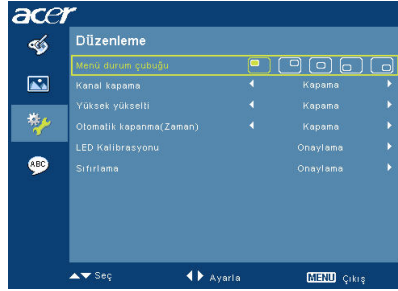 acer
Düzenleme
Menü durum çubuğu
Kanal kapama Kapama
Yüksek yükselti Kapama
Otomatik kapanma(Zaman) Kapama
LED Kalibrasyonu Onaylama
Sıfırlama Onaylama
ABC
Seç Ayarla MENU Çıkış